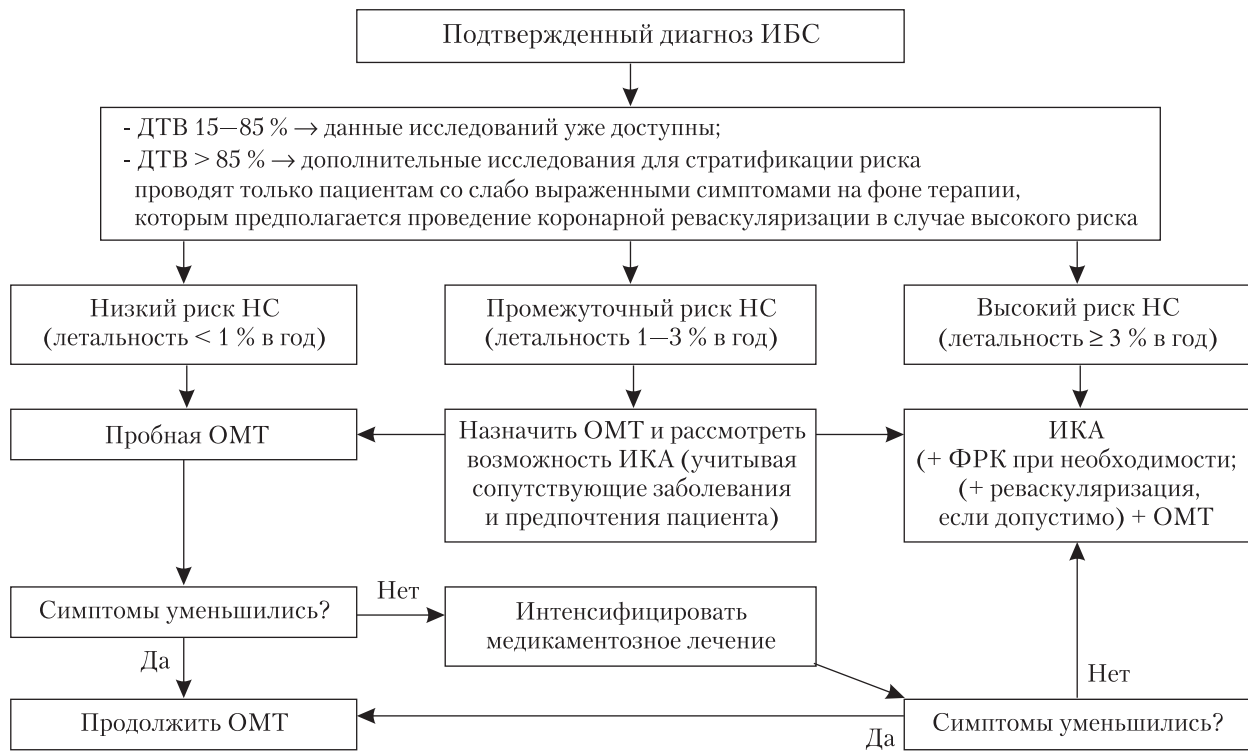 Подтвержденный диагноз ИБС
- ДТВ 15—85 % → данные исследований уже доступны;
- ДТВ > 85 % → дополнительные исследования для стратификации риска
проводят только пациентам со слабо выраженными симптомами на фоне терапии,
которым предполагается проведение коронарной реваскуляризации в случае высокого риска
Низкий риск НС
(летальность < 1 % в год)
Промежуточный риск НС
(летальность 1—3 % в год)
Высокий риск НС
(летальность ≥ 3 % в год)
Пробная ОМТ
Назначить ОМТ и рассмотреть
возможность ИКА (учитывая
сопутствующие заболевания
и предпочтения пациента)
ИКА
(+ ФРК при необходимости;
(+ реваскуляризация,
если допустимо) + ОМТ
Симптомы уменьшились?
Нет
Интенсифицировать
медикаментозное лечение
Да
Нет
Продолжить ОМТ
Да
Симптомы уменьшились?